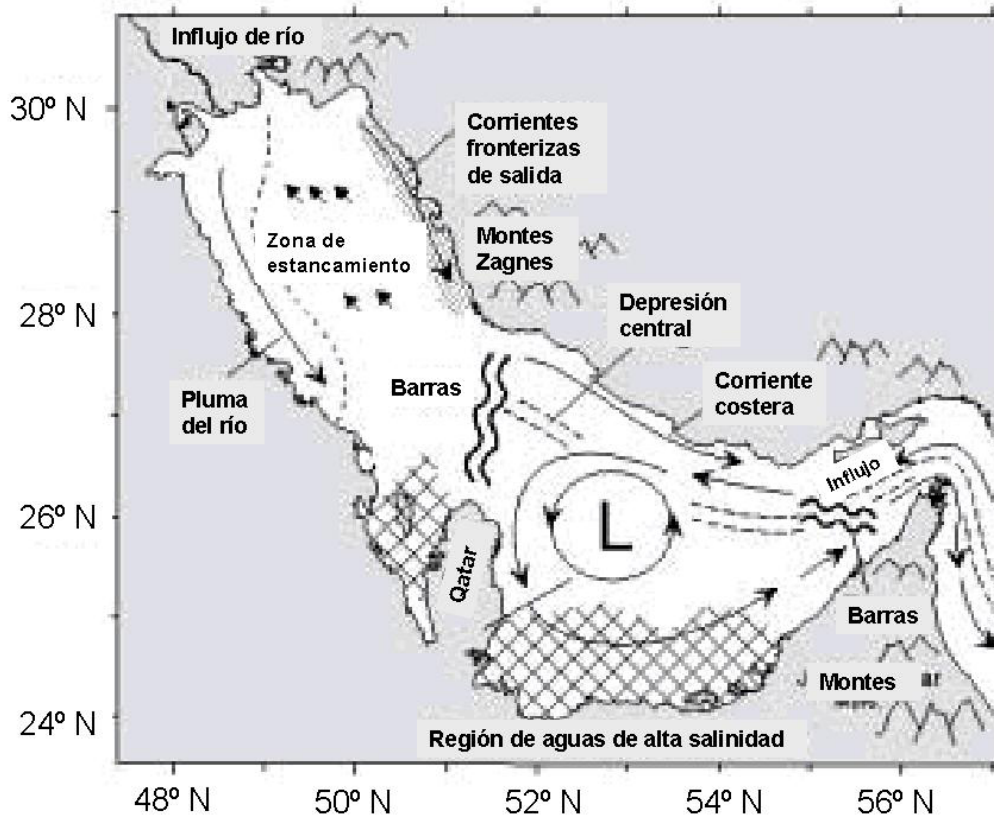 Influjo de río
30º N
Corrientes
fronterizas
de salida
Montes
Zagnes
Zona de
estancamiento
28º N
Depresión
central
Barras
Corriente
costera
Pluma
del río
Influjo
26º N
L
Qatar
Barras
Montes
24º N
Región de aguas de alta salinidad
48º N
50º N
52º N
54º N
56º N